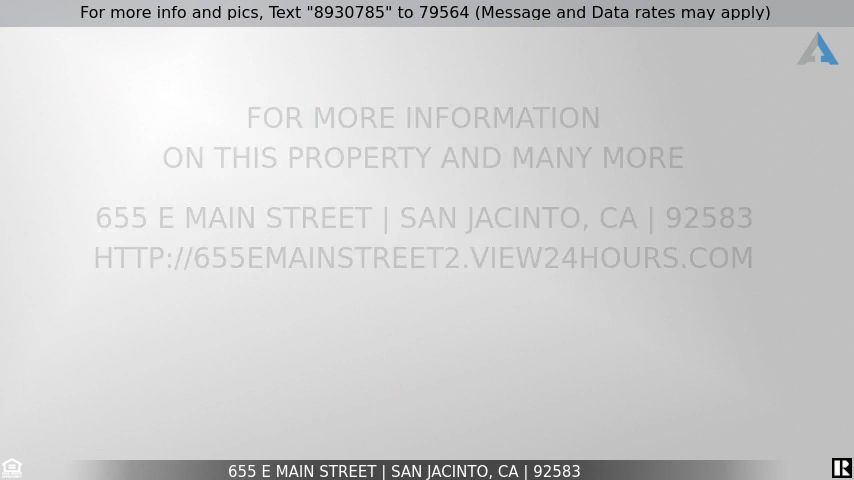 For more info and pics, Text "8930785" to 79564 (Message and Data rates may apply)
FOR MORE INFORMATION
ON THIS PROPERTY AND MANY MORE
655 E MAIN STREET | SAN JACINTO, CA | 92583
HTTP://655EMAINSTREET2.VIEW24HOURS.COM
655 E MAIN STREET | SAN JACINTO, CA | 92583